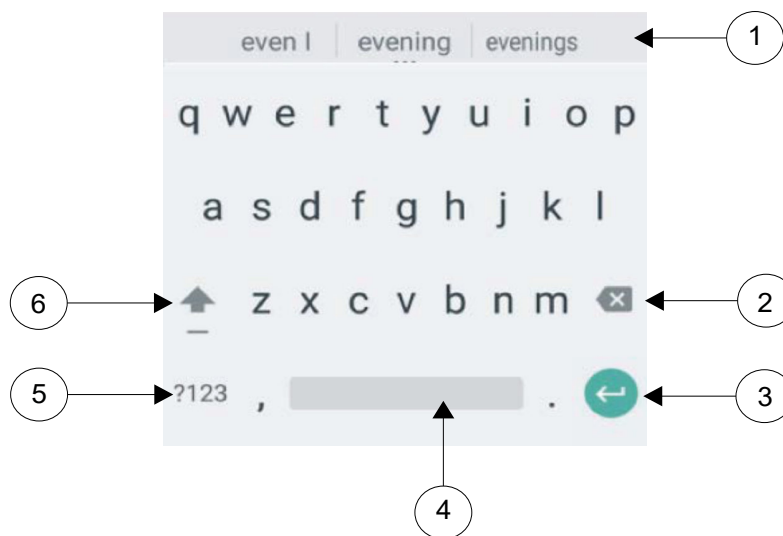 even I evening evenings 1
q w e r t y u i o p
a s d f g h j k l
6 z x c v b n m 2
5 ?123 , . 3
4